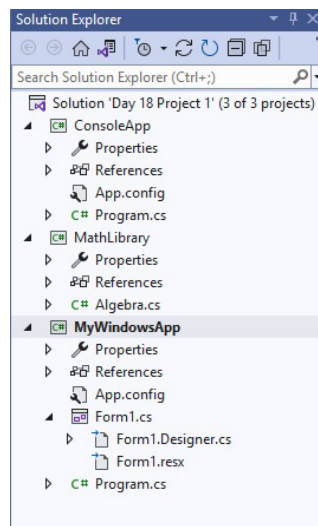 Solution Explorer
Search Solution Explorer (Ctrl+;)
Solution 'Day 18 Project 1' (3 of 3 projects)
C# ConsoleApp
Properties
References
App.config
C# Program.cs
C# MathLibrary
Properties
References
C# Algebra.cs
C# MyWindowsApp
Properties
References
App.config
Form1.cs
Form1.Designer.cs
Form1.resx
C# Program.cs